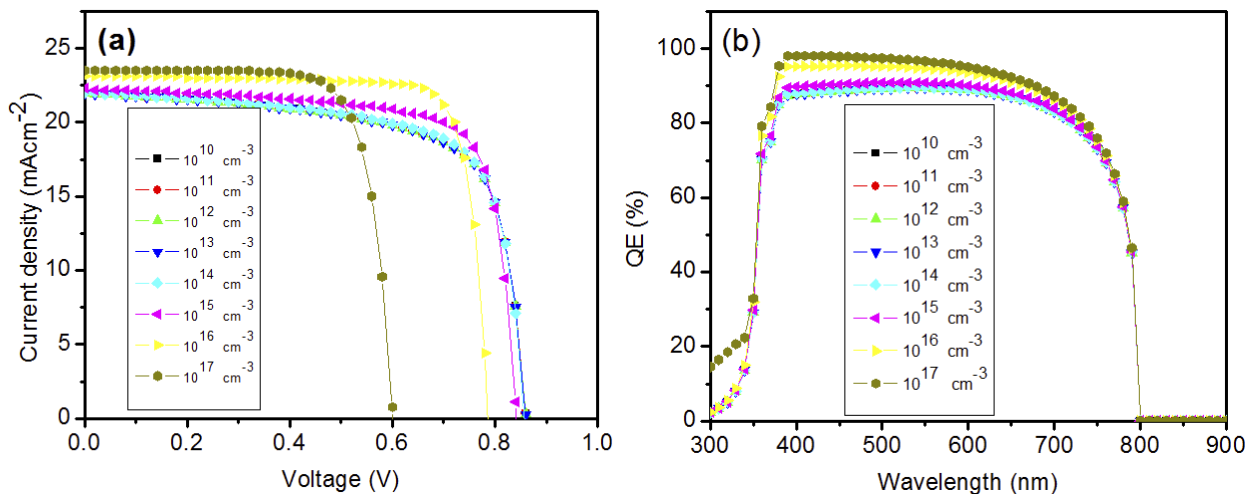 (a)
25
20
15
10
5
0
Current density (mAcm-2)
10^10 cm^-3
10^11 cm^-3
10^12 cm^-3
10^13 cm^-3
10^14 cm^-3
10^15 cm^-3
10^16 cm^-3
10^17 cm^-3
0.0 0.2 0.4 0.6 0.8 1.0
Voltage (V)
(b)
100
80
60
40
20
0
QE (%)
10^10 cm^-3
10^11 cm^-3
10^12 cm^-3
10^13 cm^-3
10^14 cm^-3
10^15 cm^-3
10^16 cm^-3
10^17 cm^-3
300 400 500 600 700 800 900
Wavelength (nm)